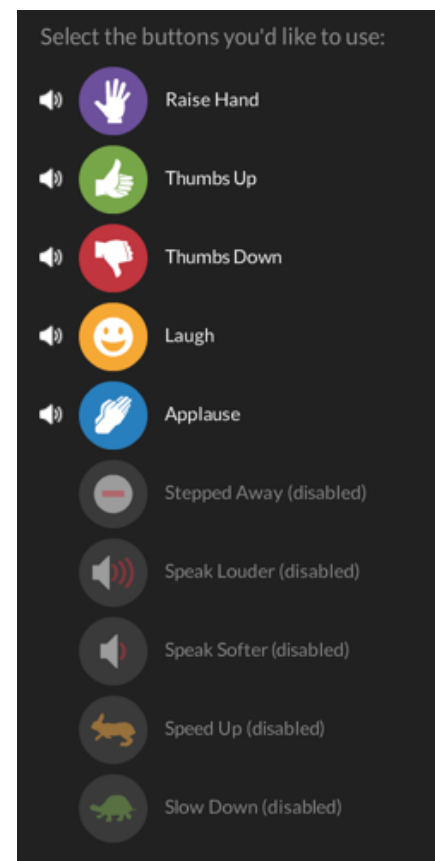 Select the buttons you'd like to use:
Raise Hand
Thumbs Up
Thumbs Down
Laugh
Applause
Stepped Away (disabled)
Speak Louder (disabled)
Speak Softer (disabled)
Speed Up (disabled)
Slow Down (disabled)